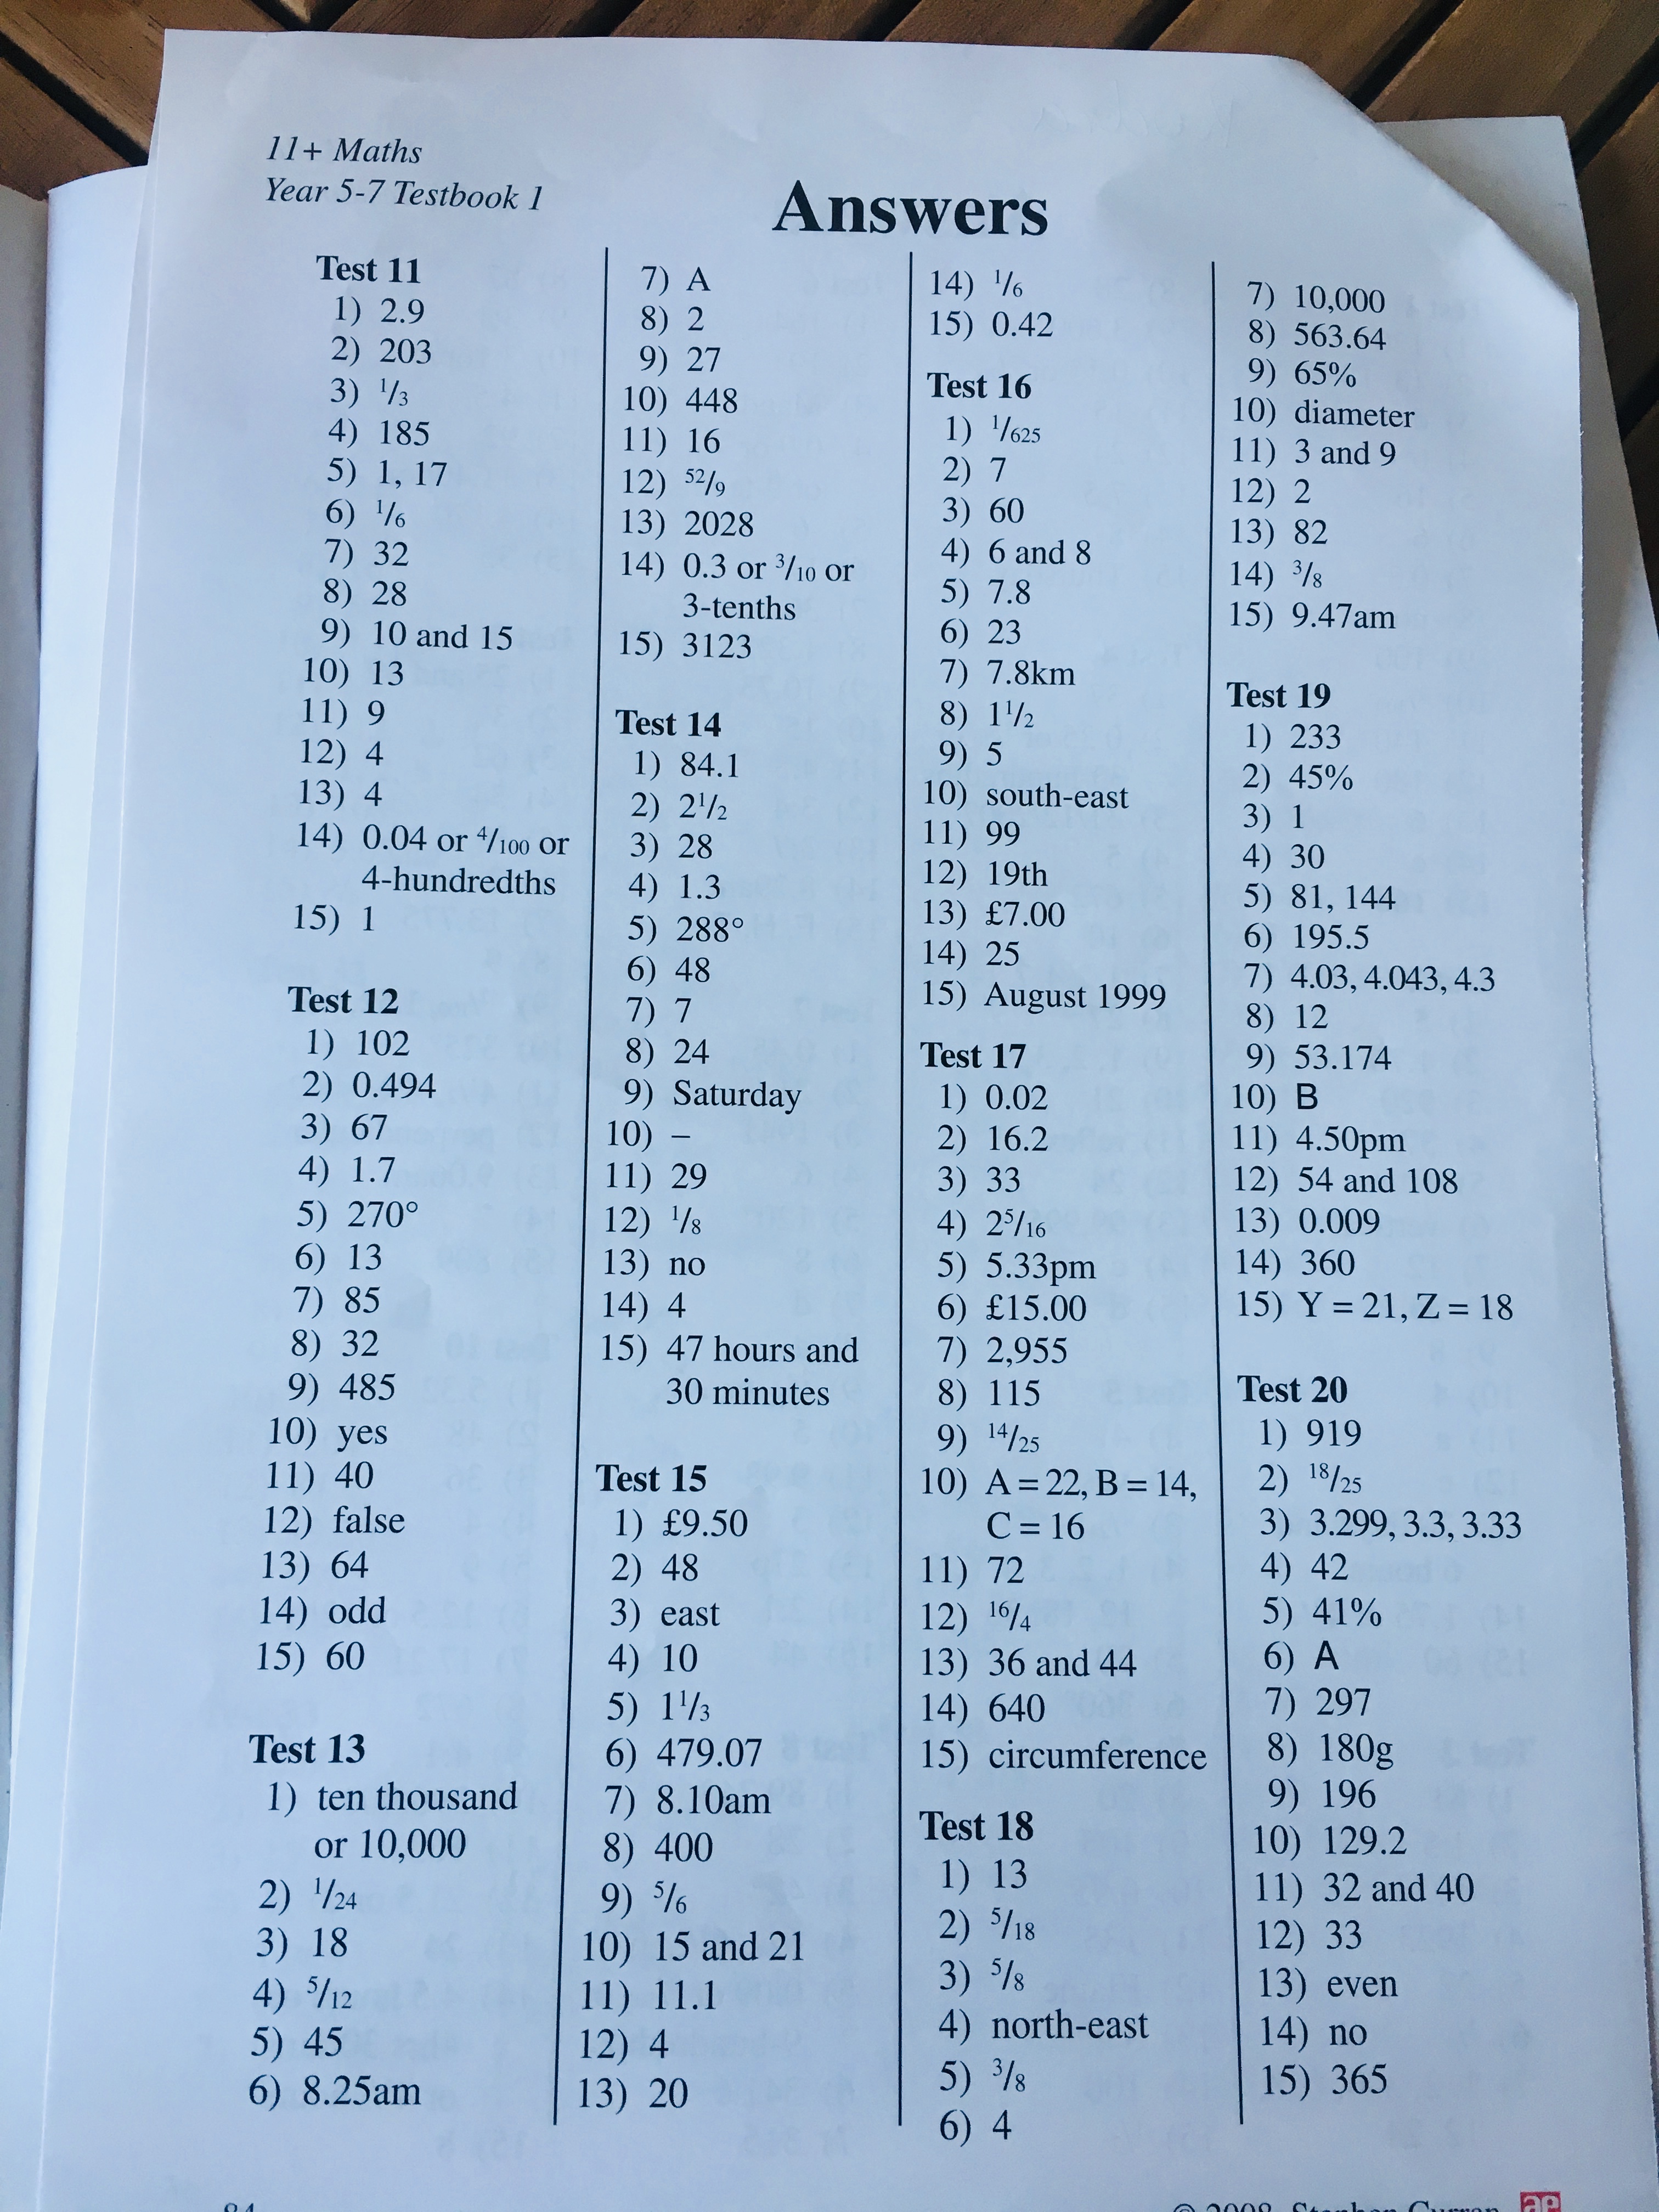 11+ Maths
Year 5-7 Testbook 1
Answers
Test 11
1) 2.9
2) 203
3) 1/3
4) 185
5) 1, 17
6) 1/6
7) 32
8) 28
9) 10 and 15
10) 13
11) 9
12) 4
13) 4
14) 0.04 or 4/100 or
4-hundredths
15) 1
Test 12
1) 102
2) 0.494
3) 67
4) 1.7
5) 270°
6) 13
7) 85
8) 32
9) 485
10) yes
11) 40
12) false
13) 64
14) odd
15) 60
Test 13
1) ten thousand
or 10,000
2) 1/24
3) 18
4) 5/12
5) 45
6) 8.25am
7) A
8) 2
9) 27
10) 448
11) 16
12) 52/9
13) 2028
14) 0.3 or 3/10 or
3-tenths
15) 3123
Test 14
1) 84.1
2) 2 1/2
3) 28
4) 1.3
5) 288°
6) 48
7) 7
8) 24
9) Saturday
10) –
11) 29
12) 1/8
13) no
14) 4
15) 47 hours and
30 minutes
Test 15
1) £9.50
2) 48
3) east
4) 10
5) 1 1/3
6) 479.07
7) 8.10am
8) 400
9) 5/6
10) 15 and 21
11) 11.1
12) 4
13) 20
14) 1/6
15) 0.42
Test 16
1) 1/625
2) 7
3) 60
4) 6 and 8
5) 7.8
6) 23
7) 7.8km
8) 1 1/2
9) 5
10) south-east
11) 99
12) 19th
13) £7.00
14) 25
15) August 1999
Test 17
1) 0.02
2) 16.2
3) 33
4) 2 5/16
5) 5.33pm
6) £15.00
7) 2,955
8) 115
9) 14/25
10) A = 22, B = 14,
C = 16
11) 72
12) 16/4
13) 36 and 44
14) 640
15) circumference
Test 18
1) 13
2) 5/18
3) 5/8
4) north-east
5) 3/8
6) 4
7) 10,000
8) 563.64
9) 65%
10) diameter
11) 3 and 9
12) 2
13) 82
14) 3/8
15) 9.47am
Test 19
1) 233
2) 45%
3) 1
4) 30
5) 81, 144
6) 195.5
7) 4.03, 4.043, 4.3
8) 12
9) 53.174
10) B
11) 4.50pm
12) 54 and 108
13) 0.009
14) 360
15) Y = 21, Z = 18
Test 20
1) 919
2) 18/25
3) 3.299, 3.3, 3.33
4) 42
5) 41%
6) A
7) 297
8) 180g
9) 196
10) 129.2
11) 32 and 40
12) 33
13) even
14) no
15) 365
84
© 2008 Stephen Curran
ae